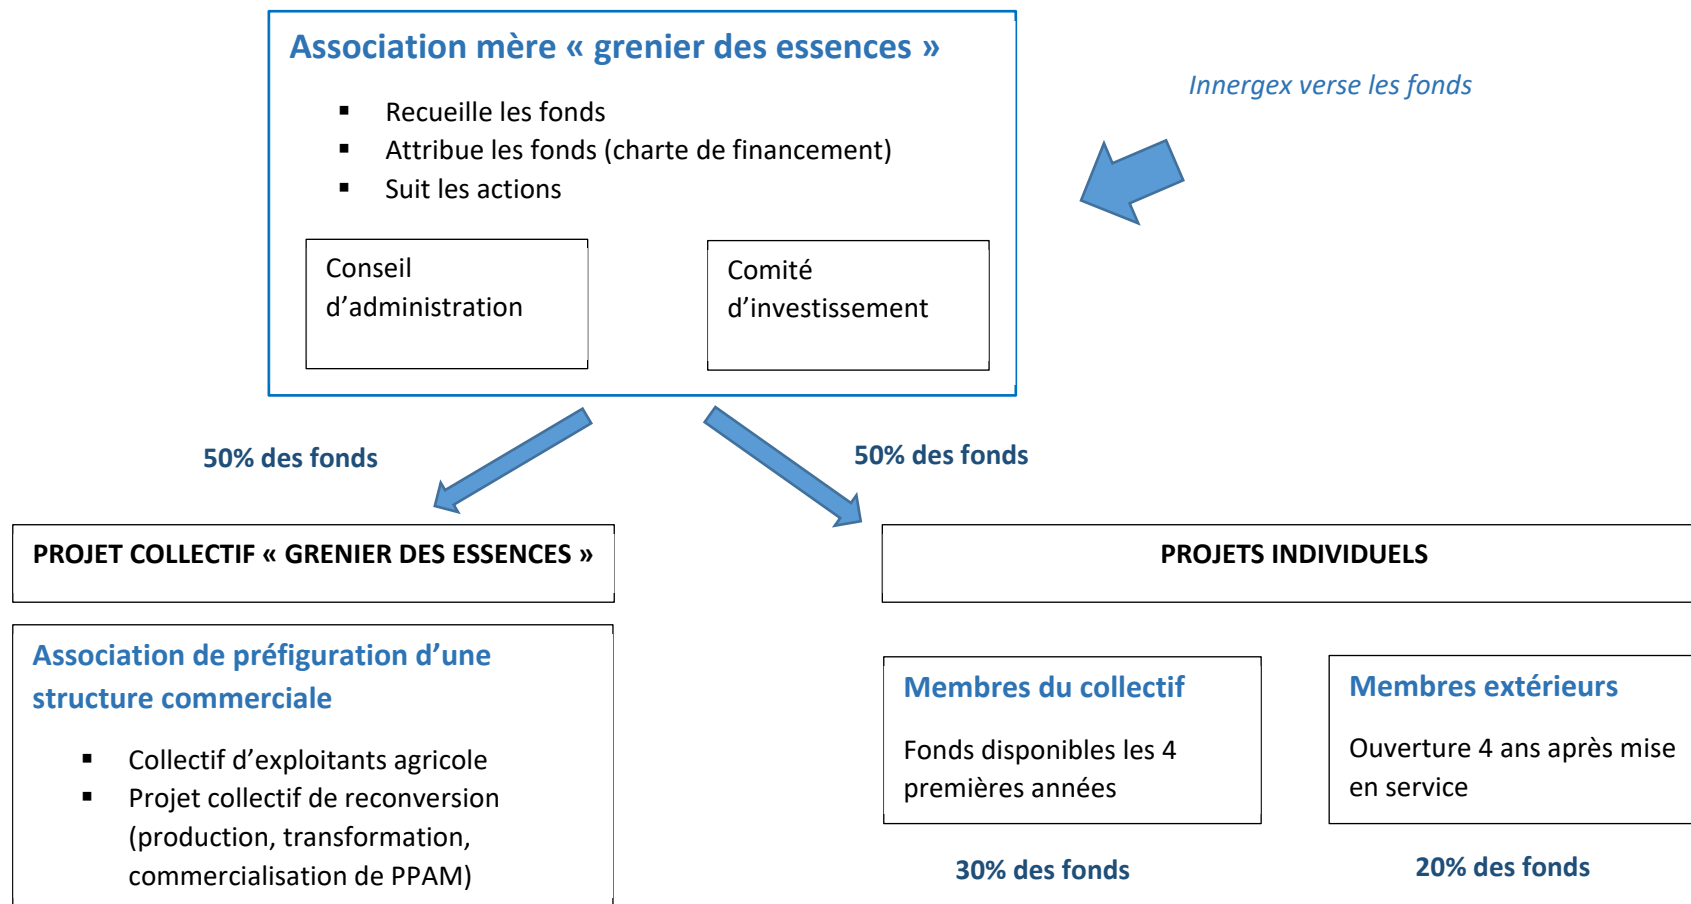 Association mère « grenier des essences »
Innergex verse les fonds
▪ Recueille les fonds
▪ Attribue les fonds (charte de financement)
▪ Suit les actions
Conseil
d’administration
Comité
d’investissement
50% des fonds
50% des fonds
PROJET COLLECTIF « GRENIER DES ESSENCES »
PROJETS INDIVIDUELS
Association de préfiguration d’une
structure commerciale
▪ Collectif d’exploitants agricole
▪ Projet collectif de reconversion
(production, transformation,
commercialisation de PPAM)
Membres du collectif
Fonds disponibles les 4
premières années
30% des fonds
Membres extérieurs
Ouverture 4 ans après mise
en service
20% des fonds